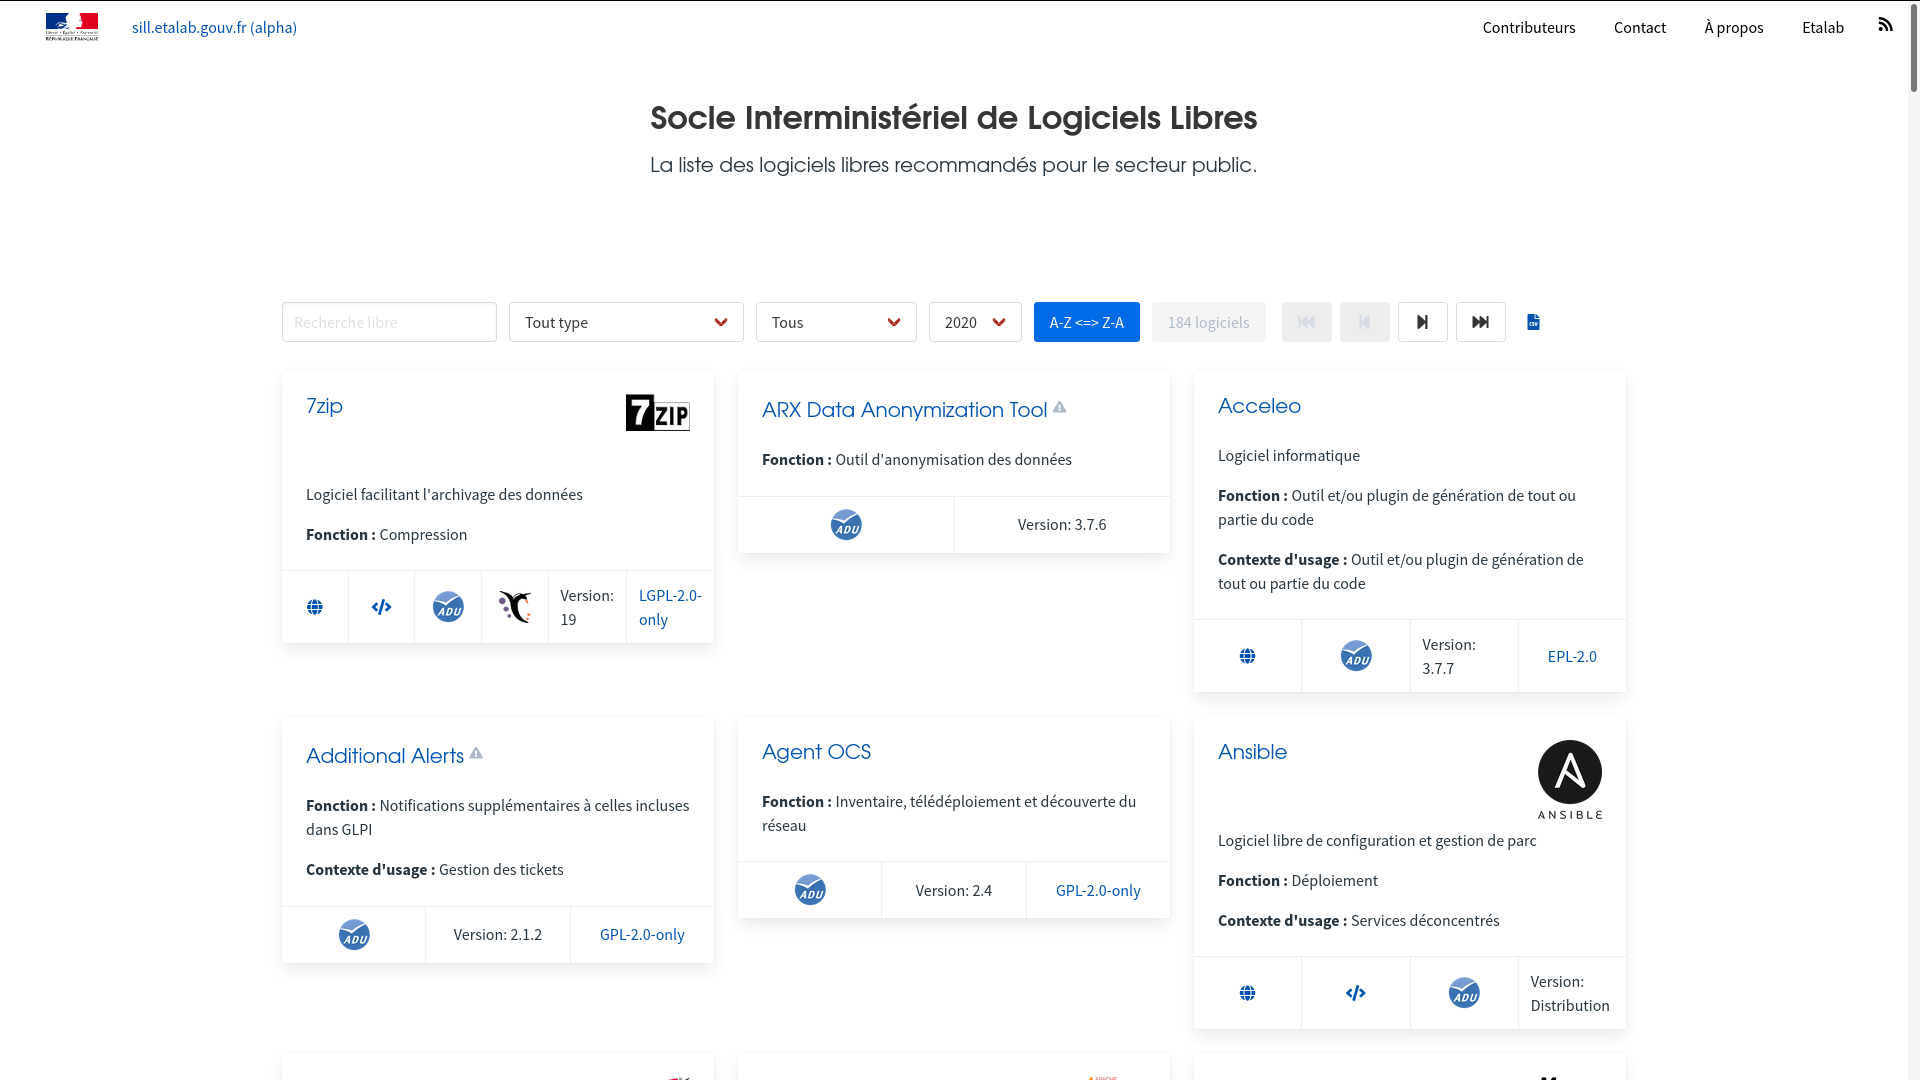 sill.etalab.gouv.fr (alpha)
Contributeurs
Contact
À propos
Etalab
RÉPUBLIQUE FRANÇAISE
Socle Interministériel de Logiciels Libres
La liste des logiciels libres recommandés pour le secteur public.
Recherche libre
Tout type
Tous
2020
A-Z <=> Z-A
184 logiciels
CSV
7zip
7ZIP
Logiciel facilitant l'archivage des données
Fonction : Compression
ADU
Version:
19
LGPL-2.0-
only
ARX Data Anonymization Tool
Fonction : Outil d'anonymisation des données
ADU
Version: 3.7.6
Acceleo
Logiciel informatique
Fonction : Outil et/ou plugin de génération de tout ou
partie du code
Contexte d'usage : Outil et/ou plugin de génération de
tout ou partie du code
ADU
Version:
3.7.7
EPL-2.0
Additional Alerts
Fonction : Notifications supplémentaires à celles incluses
dans GLPI
Contexte d'usage : Gestion des tickets
ADU
Version: 2.1.2
GPL-2.0-only
Agent OCS
Fonction : Inventaire, télédéploiement et découverte du
réseau
ADU
Version: 2.4
GPL-2.0-only
Ansible
ANSIBLE
Logiciel libre de configuration et gestion de parc
Fonction : Déploiement
Contexte d'usage : Services déconcentrés
ADU
Version:
Distribution
APACHE